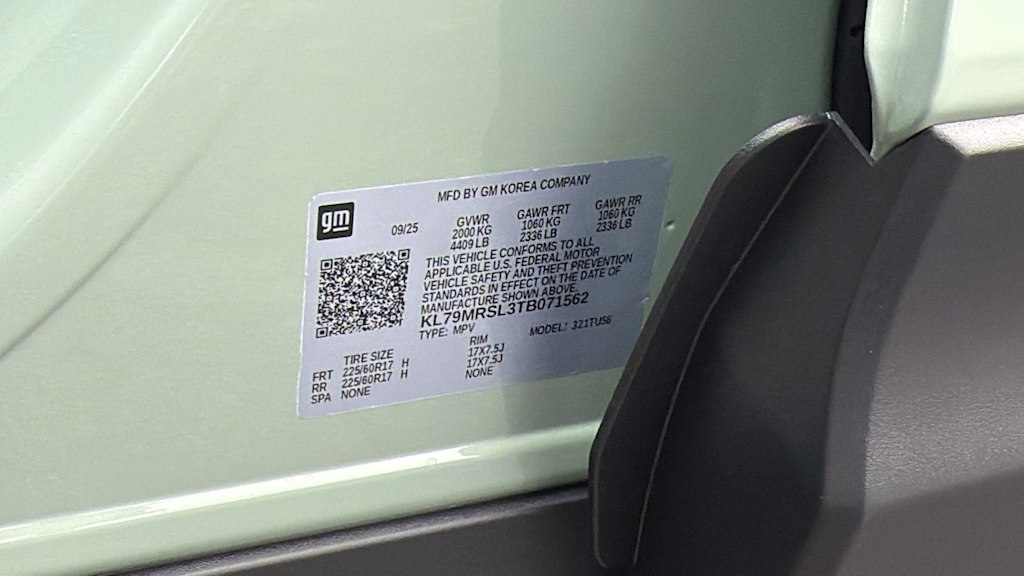 MFD BY GM KOREA COMPANY
gm
09/25
GVWR GAWR FRT GAWR RR
2000 KG 1060 KG 1060 KG
4409 LB 2336 LB 2336 LB
THIS VEHICLE CONFORMS TO ALL
APPLICABLE U.S. FEDERAL MOTOR
VEHICLE SAFETY AND THEFT PREVENTION
STANDARDS IN EFFECT ON THE DATE OF
MANUFACTURE SHOWN ABOVE.
KL79MRSL3TB071562
TYPE: MPV MODEL: 321TU58
TIRE SIZE RIM
FRT 225/60R17 H 17X7.5J
RR 225/60R17 H 17X7.5J
SPA NONE NONE